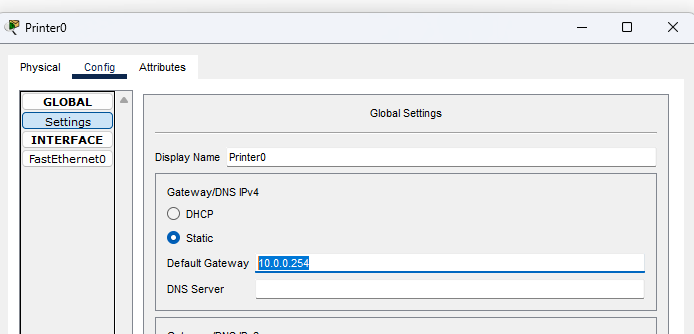 Printer0
Physical Config Attributes
GLOBAL
Settings
INTERFACE
FastEthernet0
Global Settings
Display Name Printer0
Gateway/DNS IPv4
DHCP
Static
Default Gateway 10.0.0.254
DNS Server